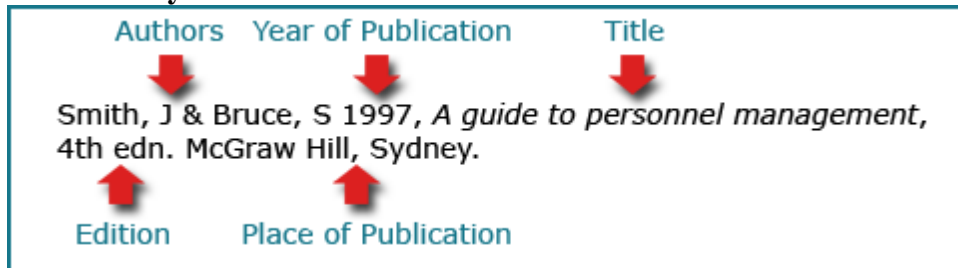 Authors Year of Publication Title
Smith, J & Bruce, S 1997, A guide to personnel management,
4th edn. McGraw Hill, Sydney.
Edition Place of Publication